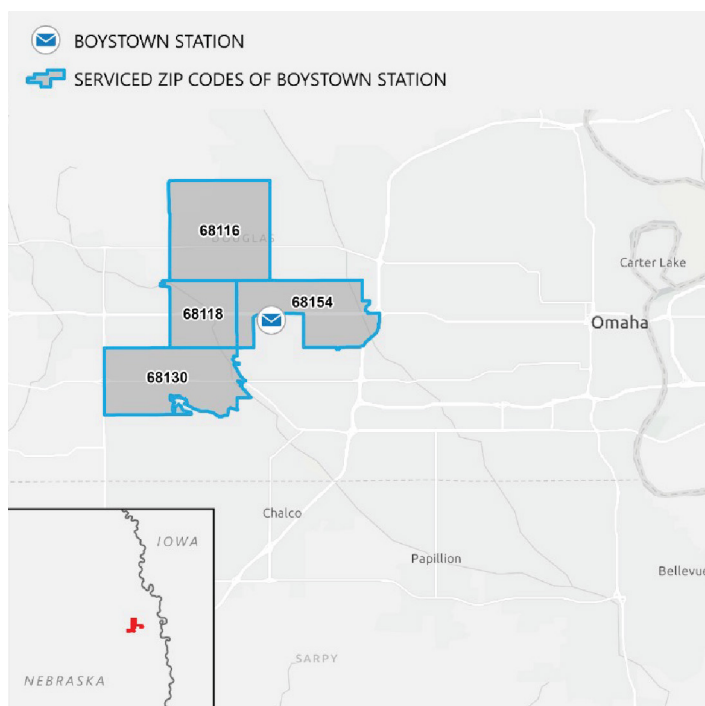 BOYSTOWN STATION
SERVICED ZIP CODES OF BOYSTOWN STATION
68116
DOUGLAS
Carter Lake
68154
68118
Omaha
68130
Chalco
IOWA
Papillion
Bellevue
SARPY
NEBRASKA